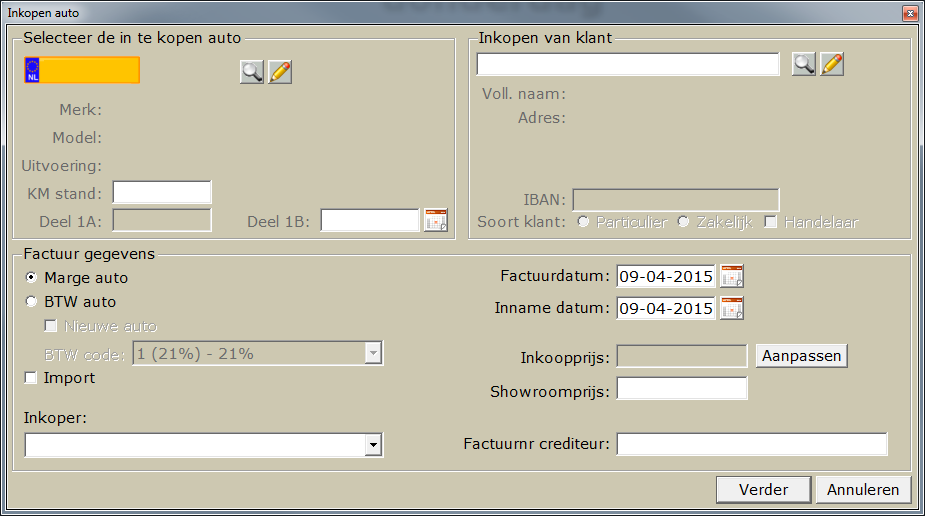 Inkopen auto
Selecteer de in te kopen auto
NL
Merk:
Model:
Uitvoering:
KM stand:
Deel 1A:
Deel 1B:
Inkopen van klant
Voll. naam:
Adres:
IBAN:
Soort klant: Particulier Zakelijk Handelaar
Factuur gegevens
Marge auto
BTW auto
Nieuwe auto
BTW code: 1 (21%) - 21%
Import
Inkoper:
Factuurdatum: 09-04-2015
Inname datum: 09-04-2015
Inkoopprijs: Aanpassen
Showroomprijs:
Factuurnr crediteur:
Verder Annuleren